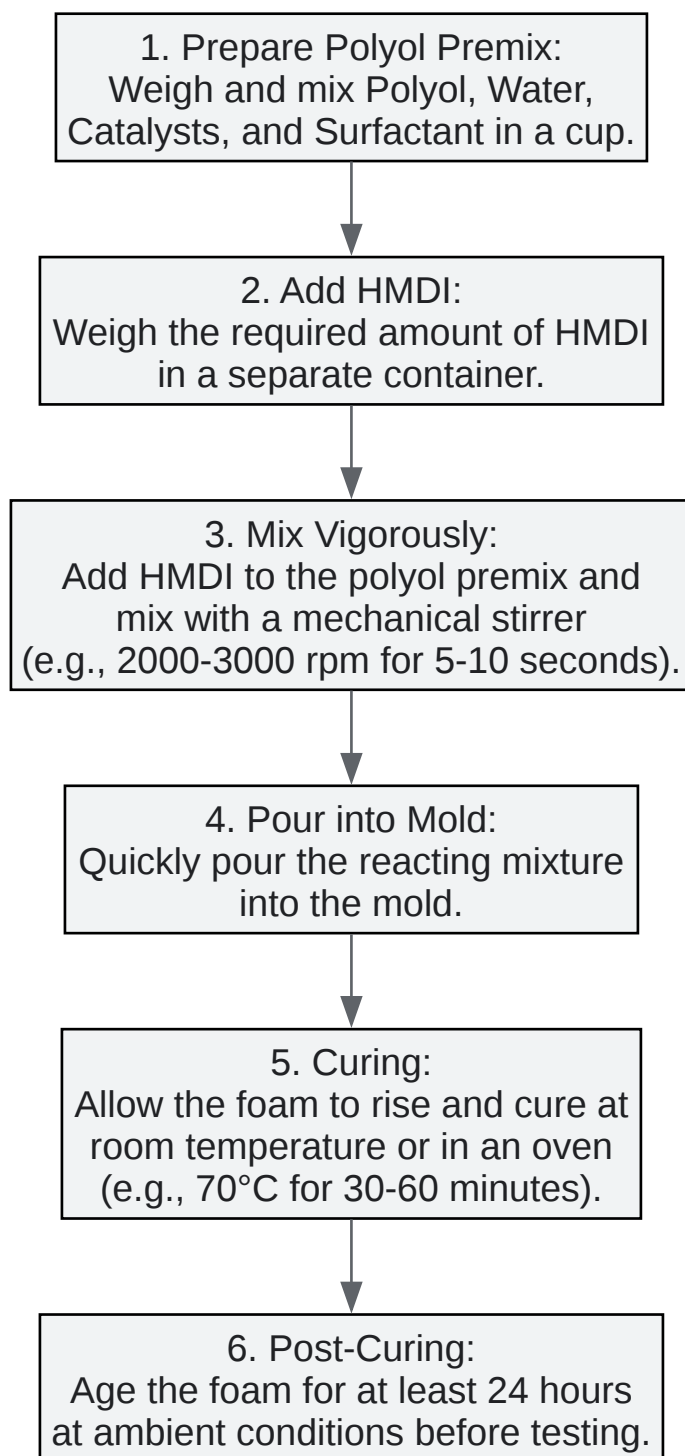 1. Prepare Polyol Premix:
Weigh and mix Polyol, Water,
Catalysts, and Surfactant in a cup.
2. Add HMDI:
Weigh the required amount of HMDI
in a separate container.
3. Mix Vigorously:
Add HMDI to the polyol premix and
mix with a mechanical stirrer
(e.g., 2000-3000 rpm for 5-10 seconds).
4. Pour into Mold:
Quickly pour the reacting mixture
into the mold.
5. Curing:
Allow the foam to rise and cure at
room temperature or in an oven
(e.g., 70°C for 30-60 minutes).
6. Post-Curing:
Age the foam for at least 24 hours
at ambient conditions before testing.